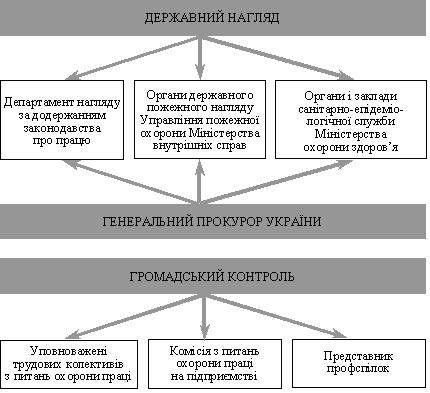 ДЕРЖАВНИЙ НАГЛЯД
Департамент нагляду
за додержанням
законодавства
про працю
Органи державного
пожежного нагляду
Управління пожежної
охорони Міністерства
внутрішніх справ
Органи і заклади
санітарно-епідеміо-
логічної служби
Міністерства
охорони здоров’я
ГЕНЕРАЛЬНИЙ ПРОКУРОР УКРАЇНИ
ГРОМАДСЬКИЙ КОНТРОЛЬ
Уповноважені
трудових колективів
з питань охорони праці
Комісія з питань
охорони праці
на підприємстві
Представник
профспілок